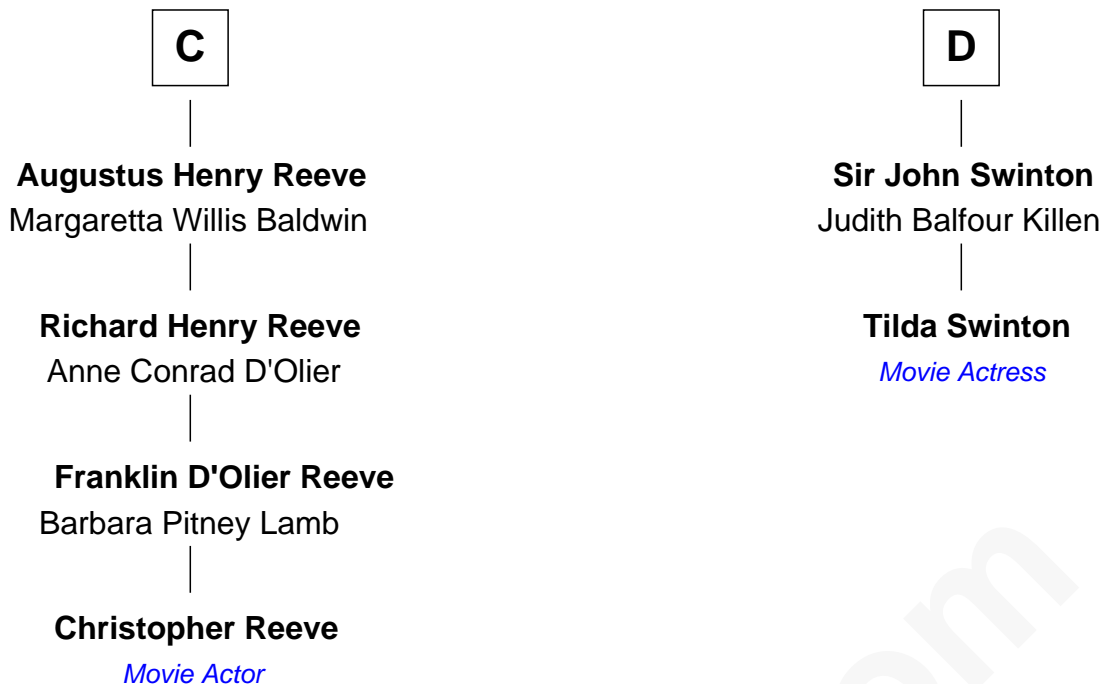 C
Augustus Henry Reeve
Margaretta Willis Baldwin
Richard Henry Reeve
Anne Conrad D'Olier
Franklin D'Olier Reeve
Barbara Pitney Lamb
Christopher Reeve
Movie Actor
D
Sir John Swinton
Judith Balfour Killen
Tilda Swinton
Movie Actress
om